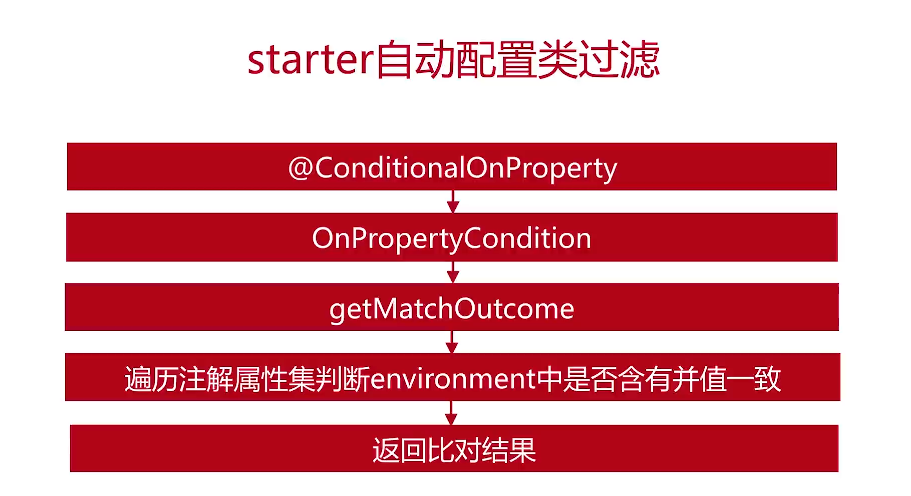 starter自动配置类过滤
@ConditionalOnProperty
OnPropertyCondition
getMatchOutcome
遍历注解属性集判断environment中是否含有并值一致
返回比对结果